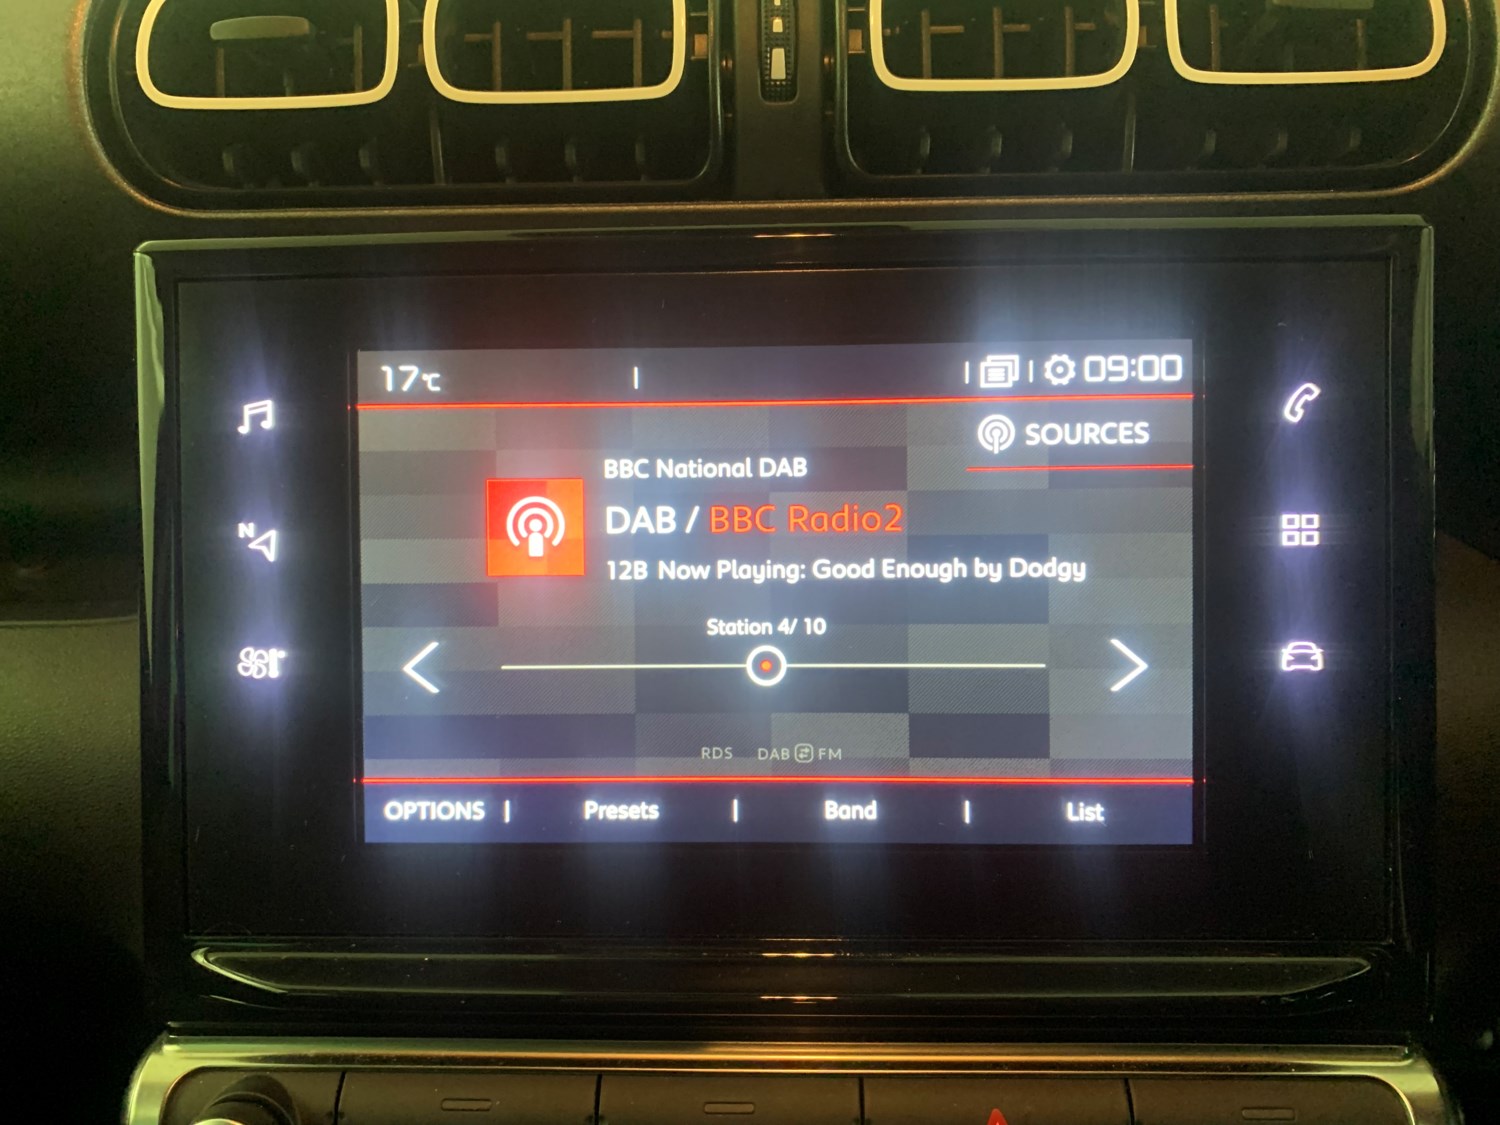 17°C
09:00
SOURCES
BBC National DAB
DAB / BBC Radio2
12B Now Playing: Good Enough by Dodgy
Station 4/ 10
N
RDS DAB FM
OPTIONS | Presets | Band | List